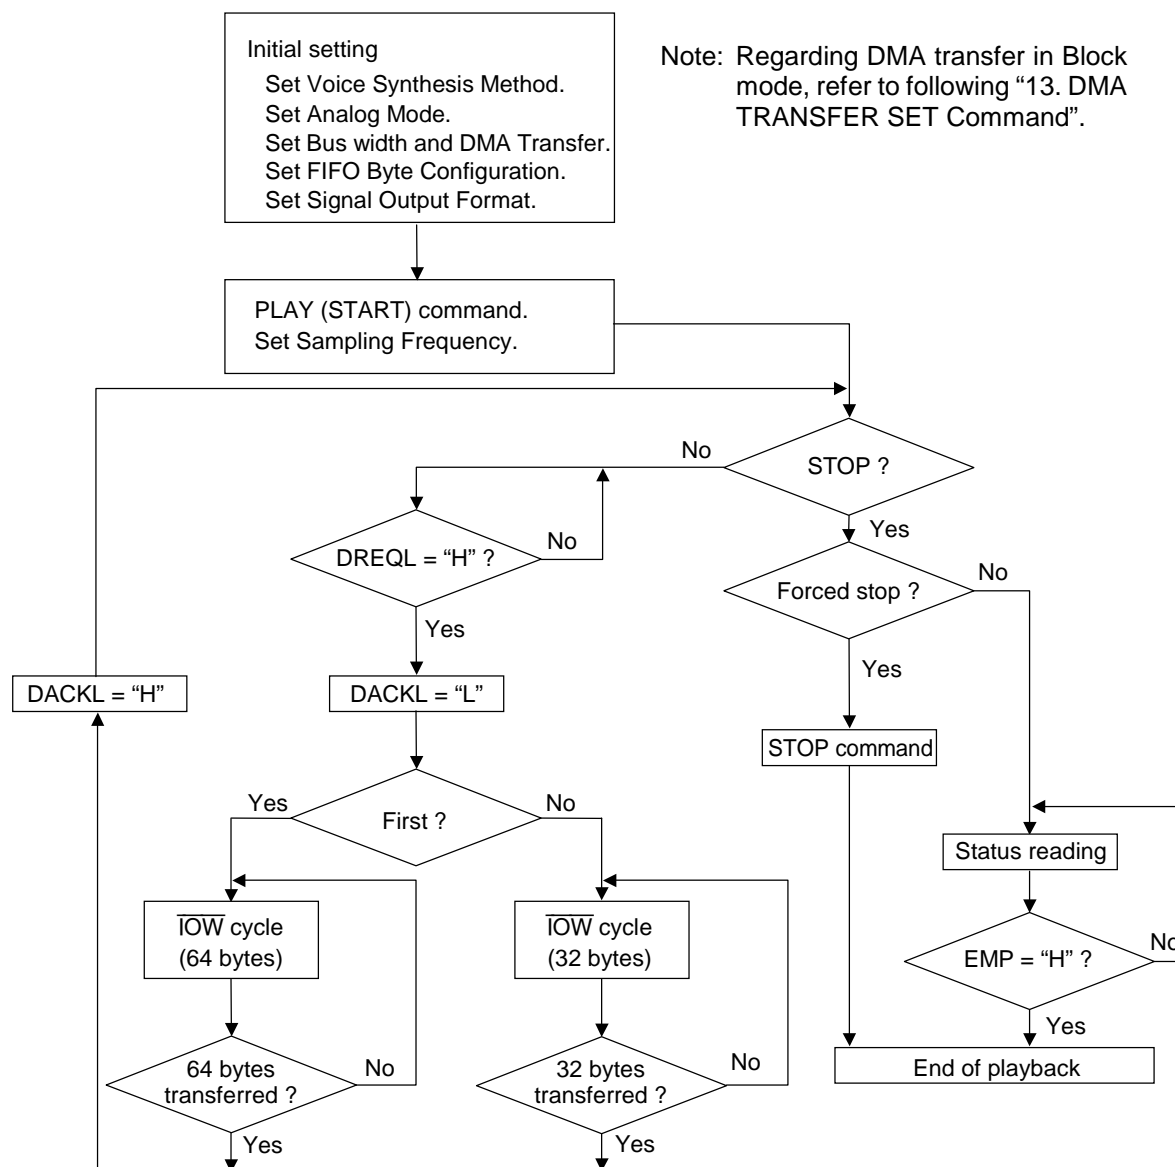 Initial setting
Set Voice Synthesis Method.
Set Analog Mode.
Set Bus width and DMA Transfer.
Set FIFO Byte Configuration.
Set Signal Output Format.
Note: Regarding DMA transfer in Block
mode, refer to following “13. DMA
TRANSFER SET Command”.
PLAY (START) command.
Set Sampling Frequency.
No
STOP ?
Yes
DREQL = “H” ?
No
Forced stop ?
No
Yes
Yes
DACKL = “H”
DACKL = “L”
STOP command
Yes
No
First ?
Status reading
IOW cycle
(64 bytes)
IOW cycle
(32 bytes)
EMP = “H” ?
No
Yes
64 bytes
transferred ?
No
32 bytes
transferred ?
No
End of playback
Yes
Yes